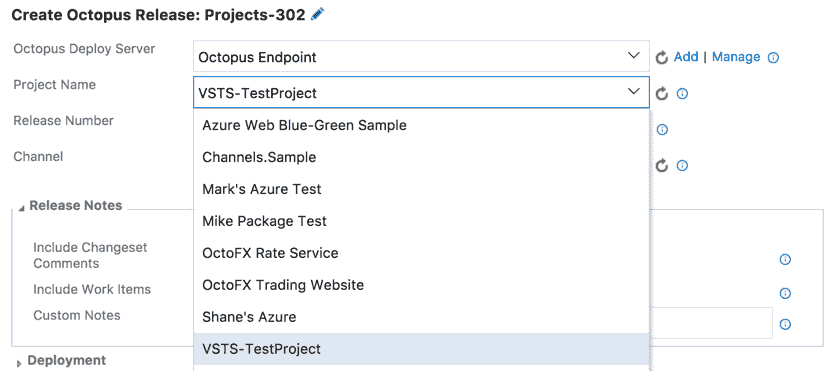 Create Octopus Release: Projects-302
Octopus Deploy Server
Octopus Endpoint
Add | Manage
Project Name
VSTS-TestProject
Release Number
Channel
Azure Web Blue-Green Sample
Channels.Sample
Mark's Azure Test
Mike Package Test
OctoFX Rate Service
OctoFX Trading Website
Shane's Azure
VSTS-TestProject
Release Notes
Include Changeset
Comments
Include Work Items
Custom Notes
Deployment